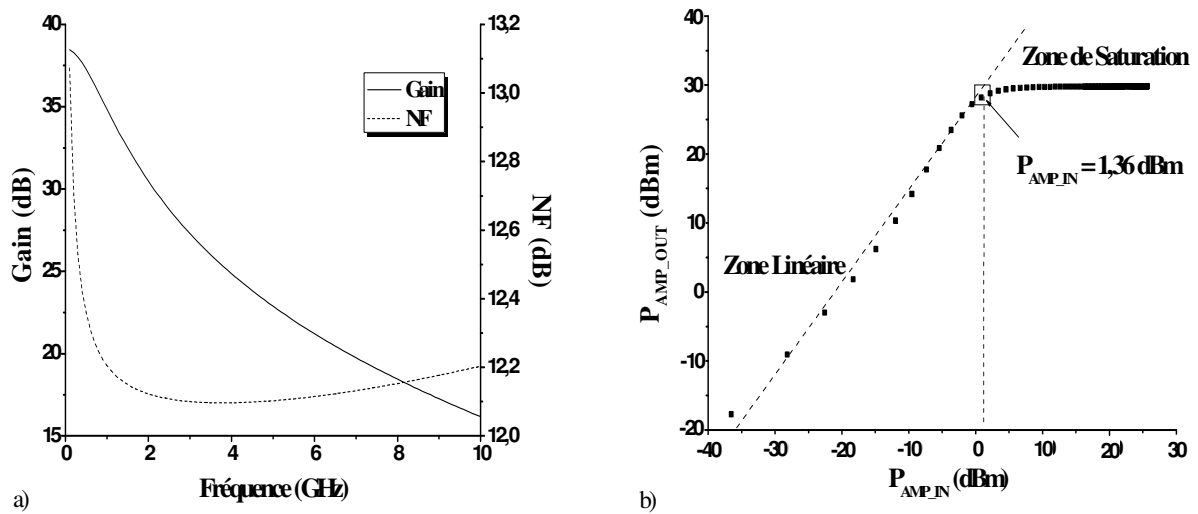 40
35
30
25
20
15
Gain (dB)
13,2
13,0
12,8
12,6
12,4
12,2
12,0
NF (dB)
Gain
NF
0
2
4
6
8
10
Fréquence (GHz)
a)
40
30
20
10
0
-10
-20
P_AMP_OUT (dBm)
Zone de Saturation
P_AMP_IN = 1,36 dBm
Zone Linéaire
-40
-30
-20
-10
0
10
20
30
P_AMP_IN (dBm)
b)